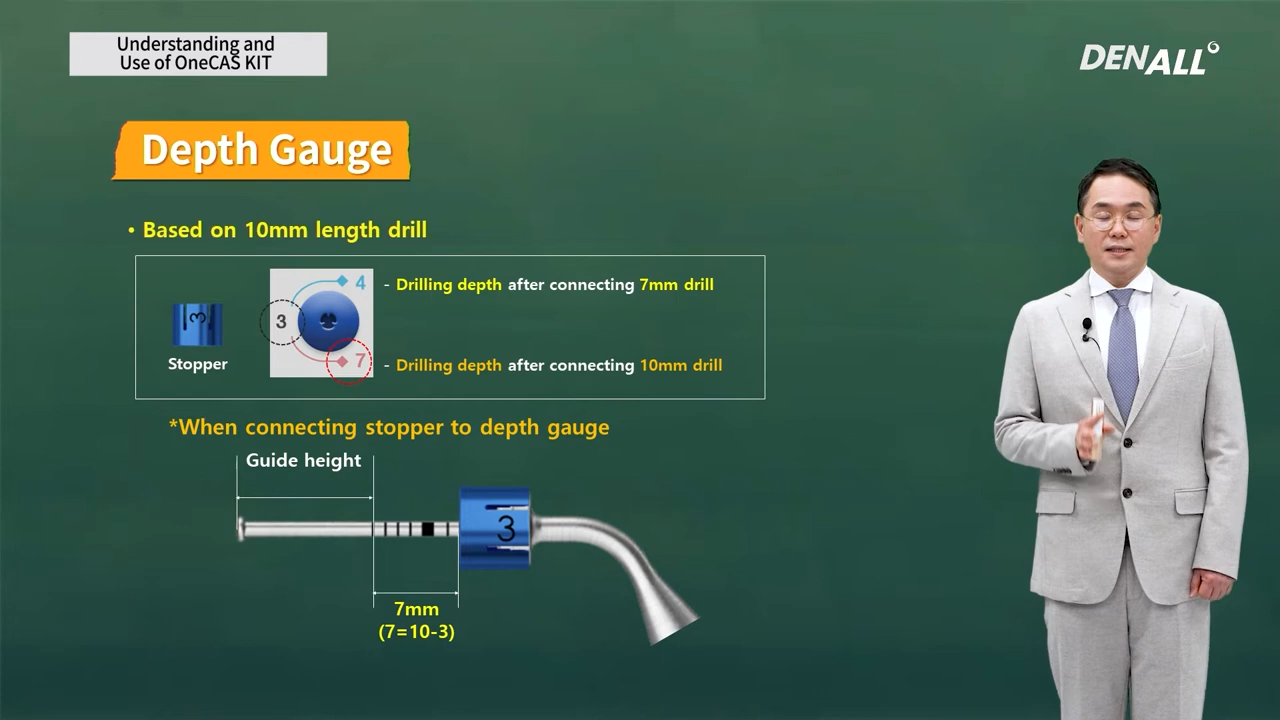 Understanding and
Use of OneCAS KIT
DENALL
Depth Gauge
• Based on 10mm length drill
4
- Drilling depth after connecting 7mm drill
3
3
Stopper
7
- Drilling depth after connecting 10mm drill
*When connecting stopper to depth gauge
Guide height
3
7mm
(7=10-3)